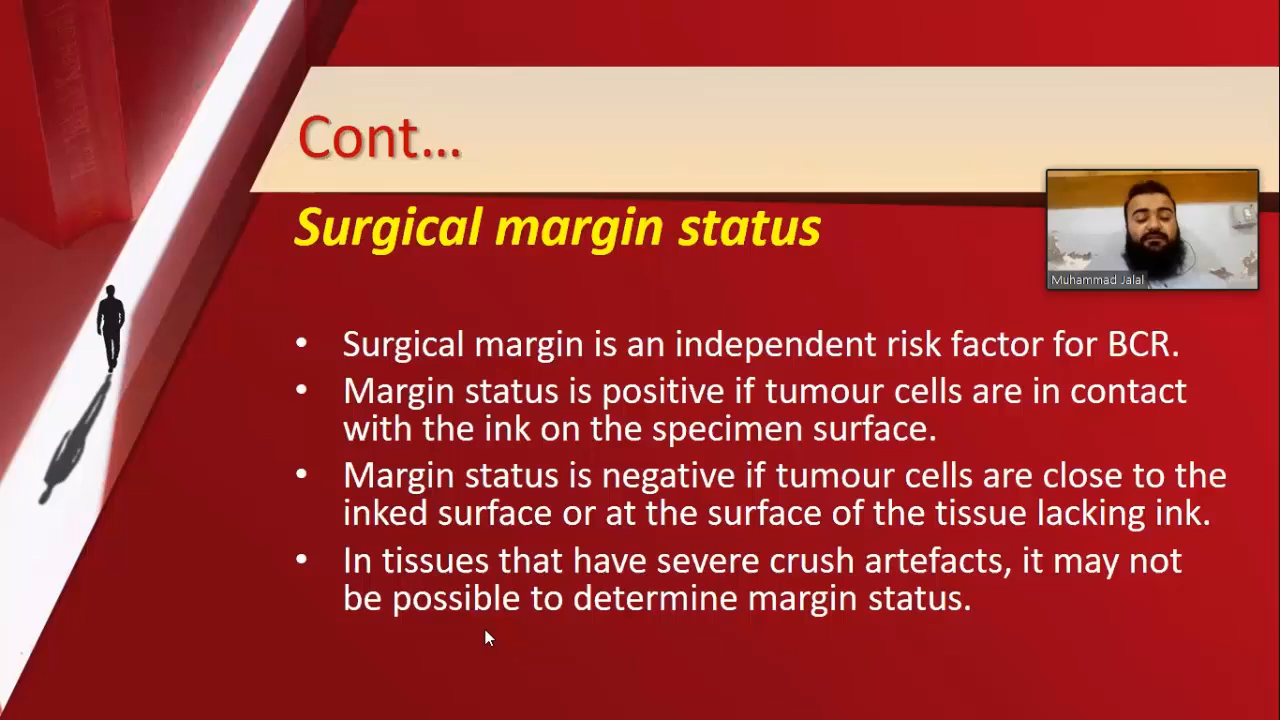 Cont...
Surgical margin status
Muhammad Jalal
• Surgical margin is an independent risk factor for BCR.
• Margin status is positive if tumour cells are in contact
with the ink on the specimen surface.
• Margin status is negative if tumour cells are close to the
inked surface or at the surface of the tissue lacking ink.
• In tissues that have severe crush artefacts, it may not
be possible to determine margin status.